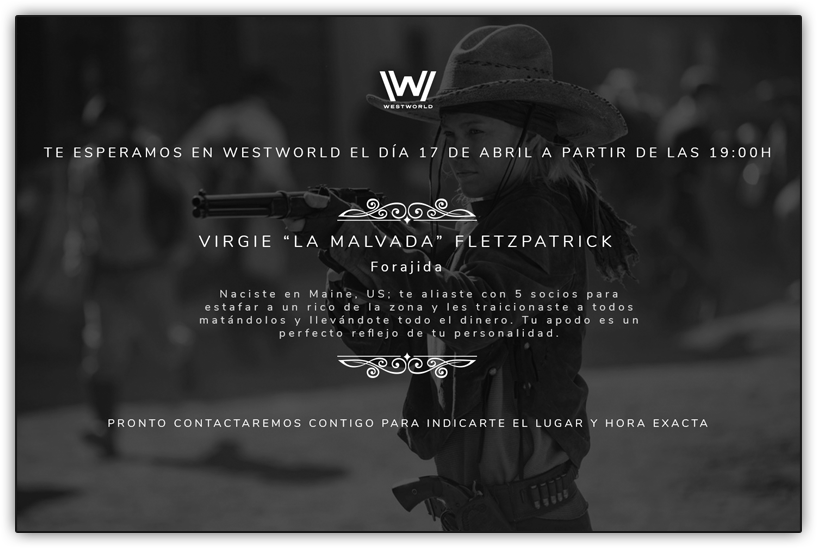 WESTWORLD
TE ESPERAMOS EN WESTWORLD EL DÍA 17 DE ABRIL A PARTIR DE LAS 19:00H
VIRGIE “LA MALVADA” FLETZPATRICK
Forajida
Naciste en Maine, US; te aliaste con 5 socios para
estafar a un rico de la zona y les traicionaste a todos
matándolos y llevándote todo el dinero. Tu apodo es un
perfecto reflejo de tu personalidad.
PRONTO CONTACTAREMOS CONTIGO PARA INDICARTE EL LUGAR Y HORA EXACTA